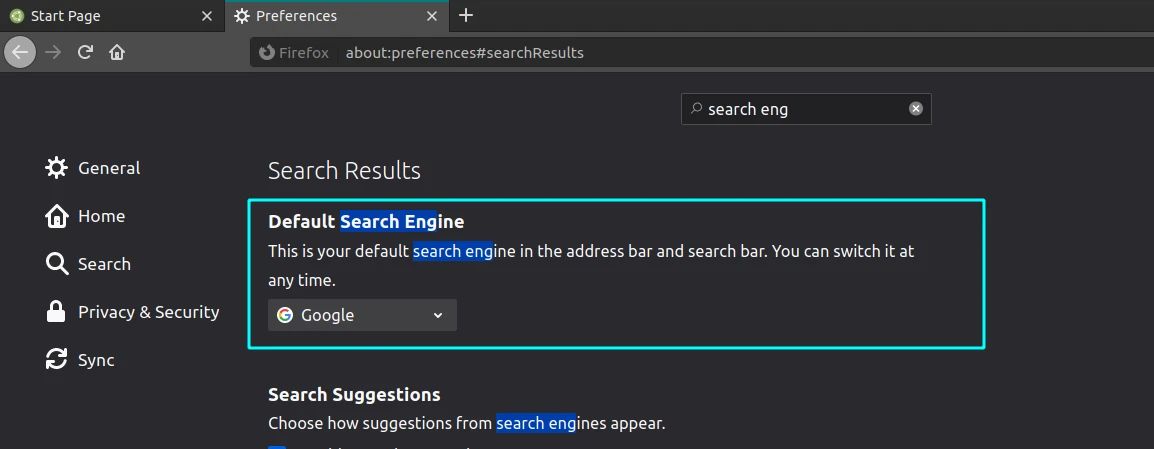 Start Page
Preferences
Firefox
about:preferences#searchResults
search eng
General
Home
Search
Privacy & Security
Sync
Search Results
Default Search Engine
This is your default search engine in the address bar and search bar. You can switch it at
any time.
Google
Search Suggestions
Choose how suggestions from search engines appear.